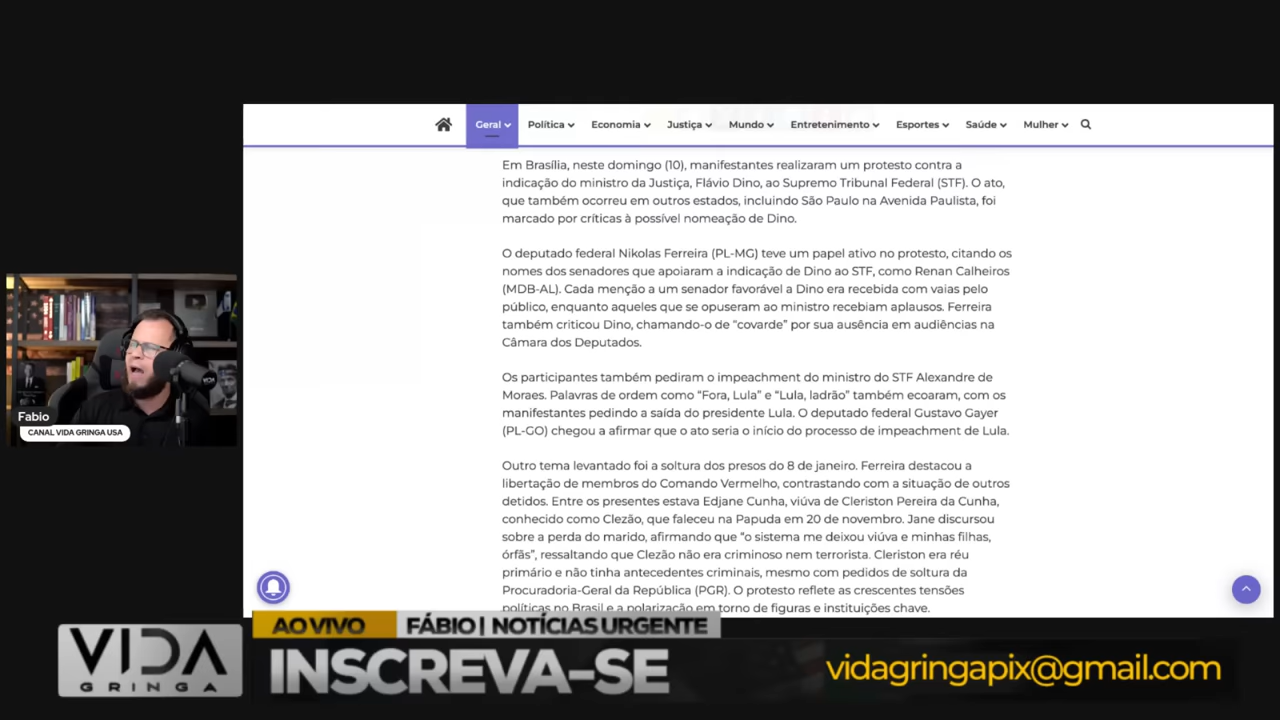 Geral
Política
Economia
Justiça
Mundo
Entretenimento
Esportes
Saúde
Mulher
Em Brasília, neste domingo (10), manifestantes realizaram um protesto contra a
indicação do ministro da Justiça, Flávio Dino, ao Supremo Tribunal Federal (STF). O ato,
que também ocorreu em outros estados, incluindo São Paulo na Avenida Paulista, foi
marcado por críticas à possível nomeação de Dino.
O deputado federal Nikolas Ferreira (PL-MG) teve um papel ativo no protesto, citando os
nomes dos senadores que apoiaram a indicação de Dino ao STF, como Renan Calheiros
(MDB-AL). Cada menção a um senador favorável a Dino era recebida com vaias pelo
público, enquanto aqueles que se opuseram ao ministro recebiam aplausos. Ferreira
também criticou Dino, chamando-o de “covarde” por sua ausência em audiências na
Câmara dos Deputados.
Os participantes também pediram o impeachment do ministro do STF Alexandre de
Moraes. Palavras de ordem como “Fora, Lula” e “Lula, ladrão” também ecoaram, com os
manifestantes pedindo a saída do presidente Lula. O deputado federal Gustavo Gayer
(PL-GO) chegou a afirmar que o ato seria o início do processo de impeachment de Lula.
Outro tema levantado foi a soltura dos presos do 8 de janeiro. Ferreira destacou a
libertação de membros do Comando Vermelho, contrastando com a situação de outros
detidos. Entre os presentes estava Edjane Cunha, viúva de Cleriston Pereira da Cunha,
conhecido como Clezão, que faleceu na Papuda em 20 de novembro. Jane discursou
sobre a perda do marido, afirmando que “o sistema me deixou viúva e minhas filhas,
órfãs”, ressaltando que Clezão não era criminoso nem terrorista. Cleriston era réu
primário e não tinha antecedentes criminais, mesmo com pedidos de soltura da
Procuradoria-Geral da República (PGR). O protesto reflete as crescentes tensões
políticas no Brasil e a polarização em torno de figuras e instituições chave.
Fabio
CANAL VIDA GRINGA USA
AO VIVO
FÁBIO | NOTÍCIAS URGENTE
VIDA
GRINGA
INSCREVA-SE
vidagringapix@gmail.com